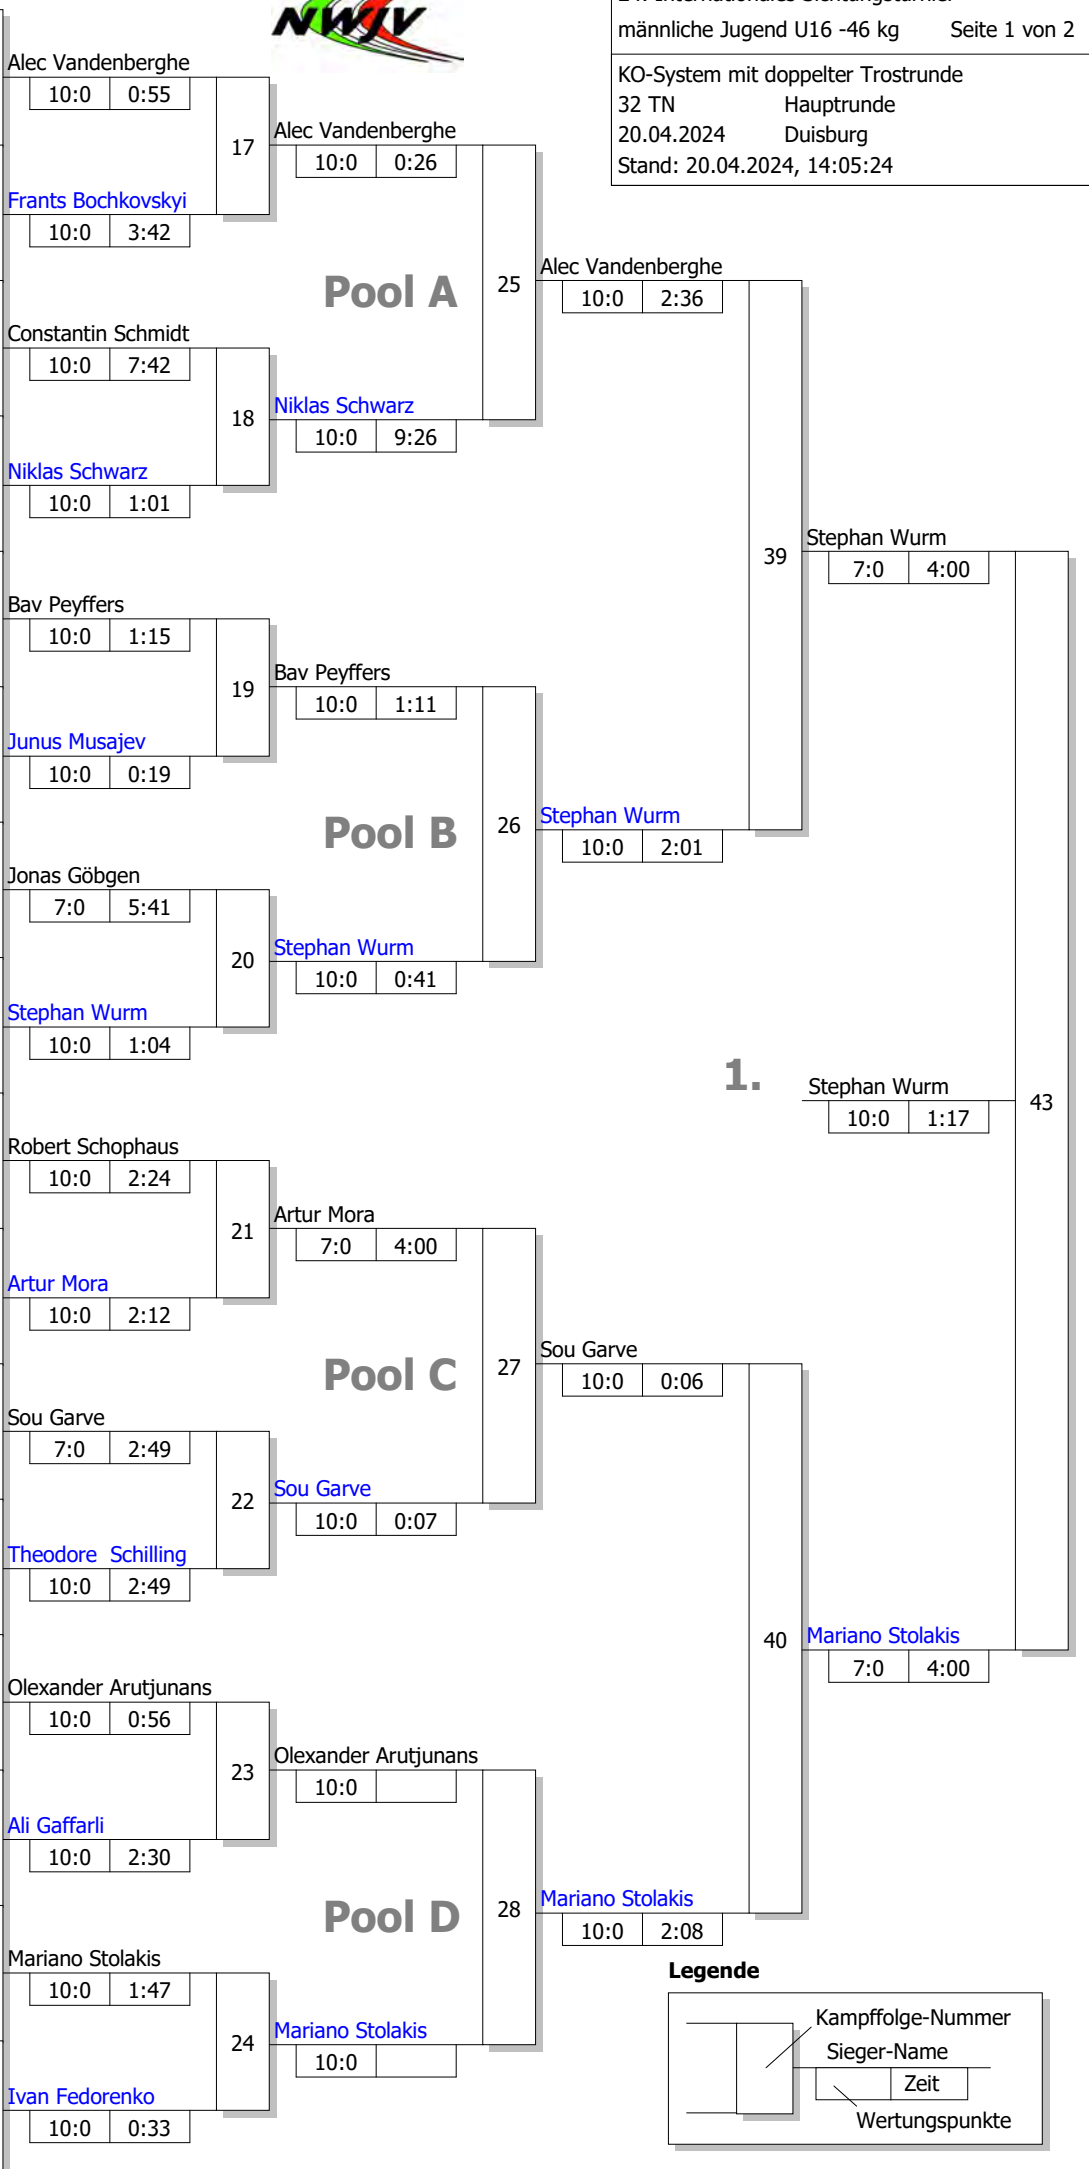 NWJV
männliche Jugend U16 -46 kg Seite 1 von 2
KO-System mit doppelter Trostrunde
32 TN Hauptrunde
20.04.2024 Duisburg
Stand: 20.04.2024, 14:05:24
Alec Vandenberghe
10:0 0:55
17
Alec Vandenberghe
10:0 0:26
Frants Bochkovskyi
10:0 3:42
Pool A
25
Alec Vandenberghe
10:0 2:36
Constantin Schmidt
10:0 7:42
18
Niklas Schwarz
10:0 9:26
Niklas Schwarz
10:0 1:01
39
Stephan Wurm
7:0 4:00
Bav Peyffers
10:0 1:15
19
Bav Peyffers
10:0 1:11
Junus Musajev
10:0 0:19
Pool B
26
Stephan Wurm
10:0 2:01
Jonas Göbgen
7:0 5:41
20
Stephan Wurm
10:0 0:41
Stephan Wurm
10:0 1:04
1.
Stephan Wurm
10:0 1:17
43
Robert Schophaus
10:0 2:24
21
Artur Mora
7:0 4:00
Artur Mora
10:0 2:12
Pool C
27
Sou Garve
10:0 0:06
Sou Garve
7:0 2:49
22
Sou Garve
10:0 0:07
Theodore Schilling
10:0 2:49
40
Mariano Stolakis
7:0 4:00
Olexander Arutjunans
10:0 0:56
23
Olexander Arutjunans
10:0
Ali Gaffarli
10:0 2:30
Pool D
28
Mariano Stolakis
10:0 2:08
Mariano Stolakis
10:0 1:47
24
Mariano Stolakis
10:0
Ivan Fedorenko
10:0 0:33
Legende
Kampffolge-Nummer
Sieger-Name
Zeit
Wertungspunkte